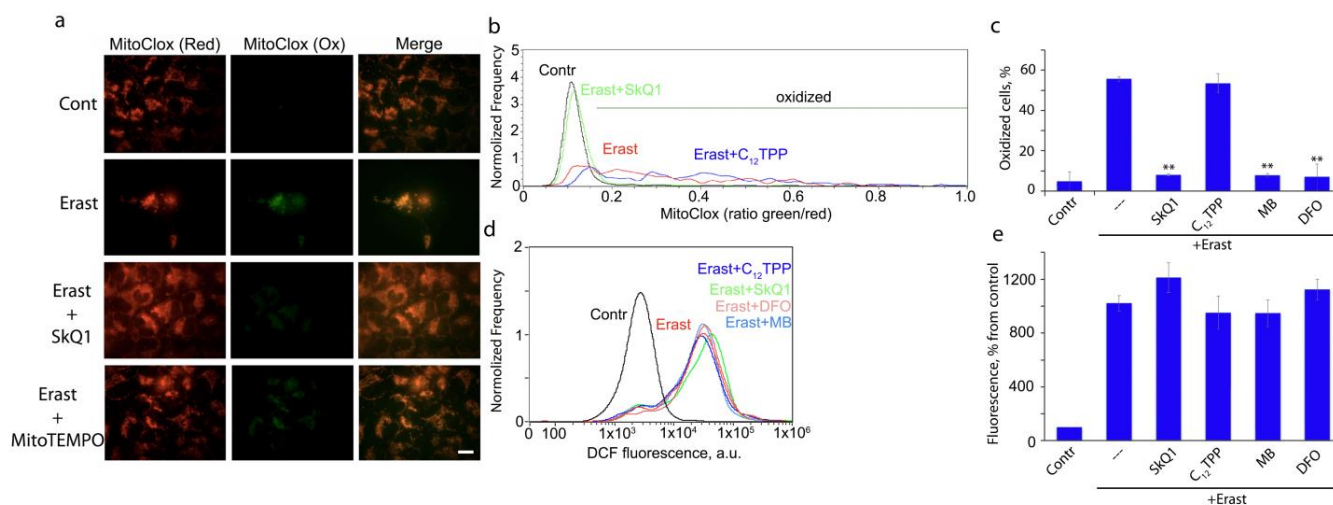 a
MitoClox (Red) MitoClox (Ox) Merge
Cont
Erast
Erast
+
SkQ1
Erast
+
MitoTEMPO
b
Normalized Frequency
5
4
3
2
1
0
Contr
Erast+SkQ1
oxidized
Erast
Erast+C₁₂TPP
0 0.2 0.4 0.6 0.8 1.0
MitoClox (ratio green/red)
c
Oxidized cells, %
60
40
20
0
** ** **
Contr --- SkQ1 C₁₂TPP MB DFO
+Erast
d
Normalized Frequency
2
1
0
Contr
Erast
Erast+C₁₂TPP
Erast+SkQ1
Erast+DFO
Erast+MB
0 100 1x10³ 1x10⁴ 1x10⁵ 1x10⁶
DCF fluorescence, a.u.
e
Fluorescence, % from control
1200
800
400
0
Contr --- SkQ1 C₁₂TPP MB DFO
+Erast